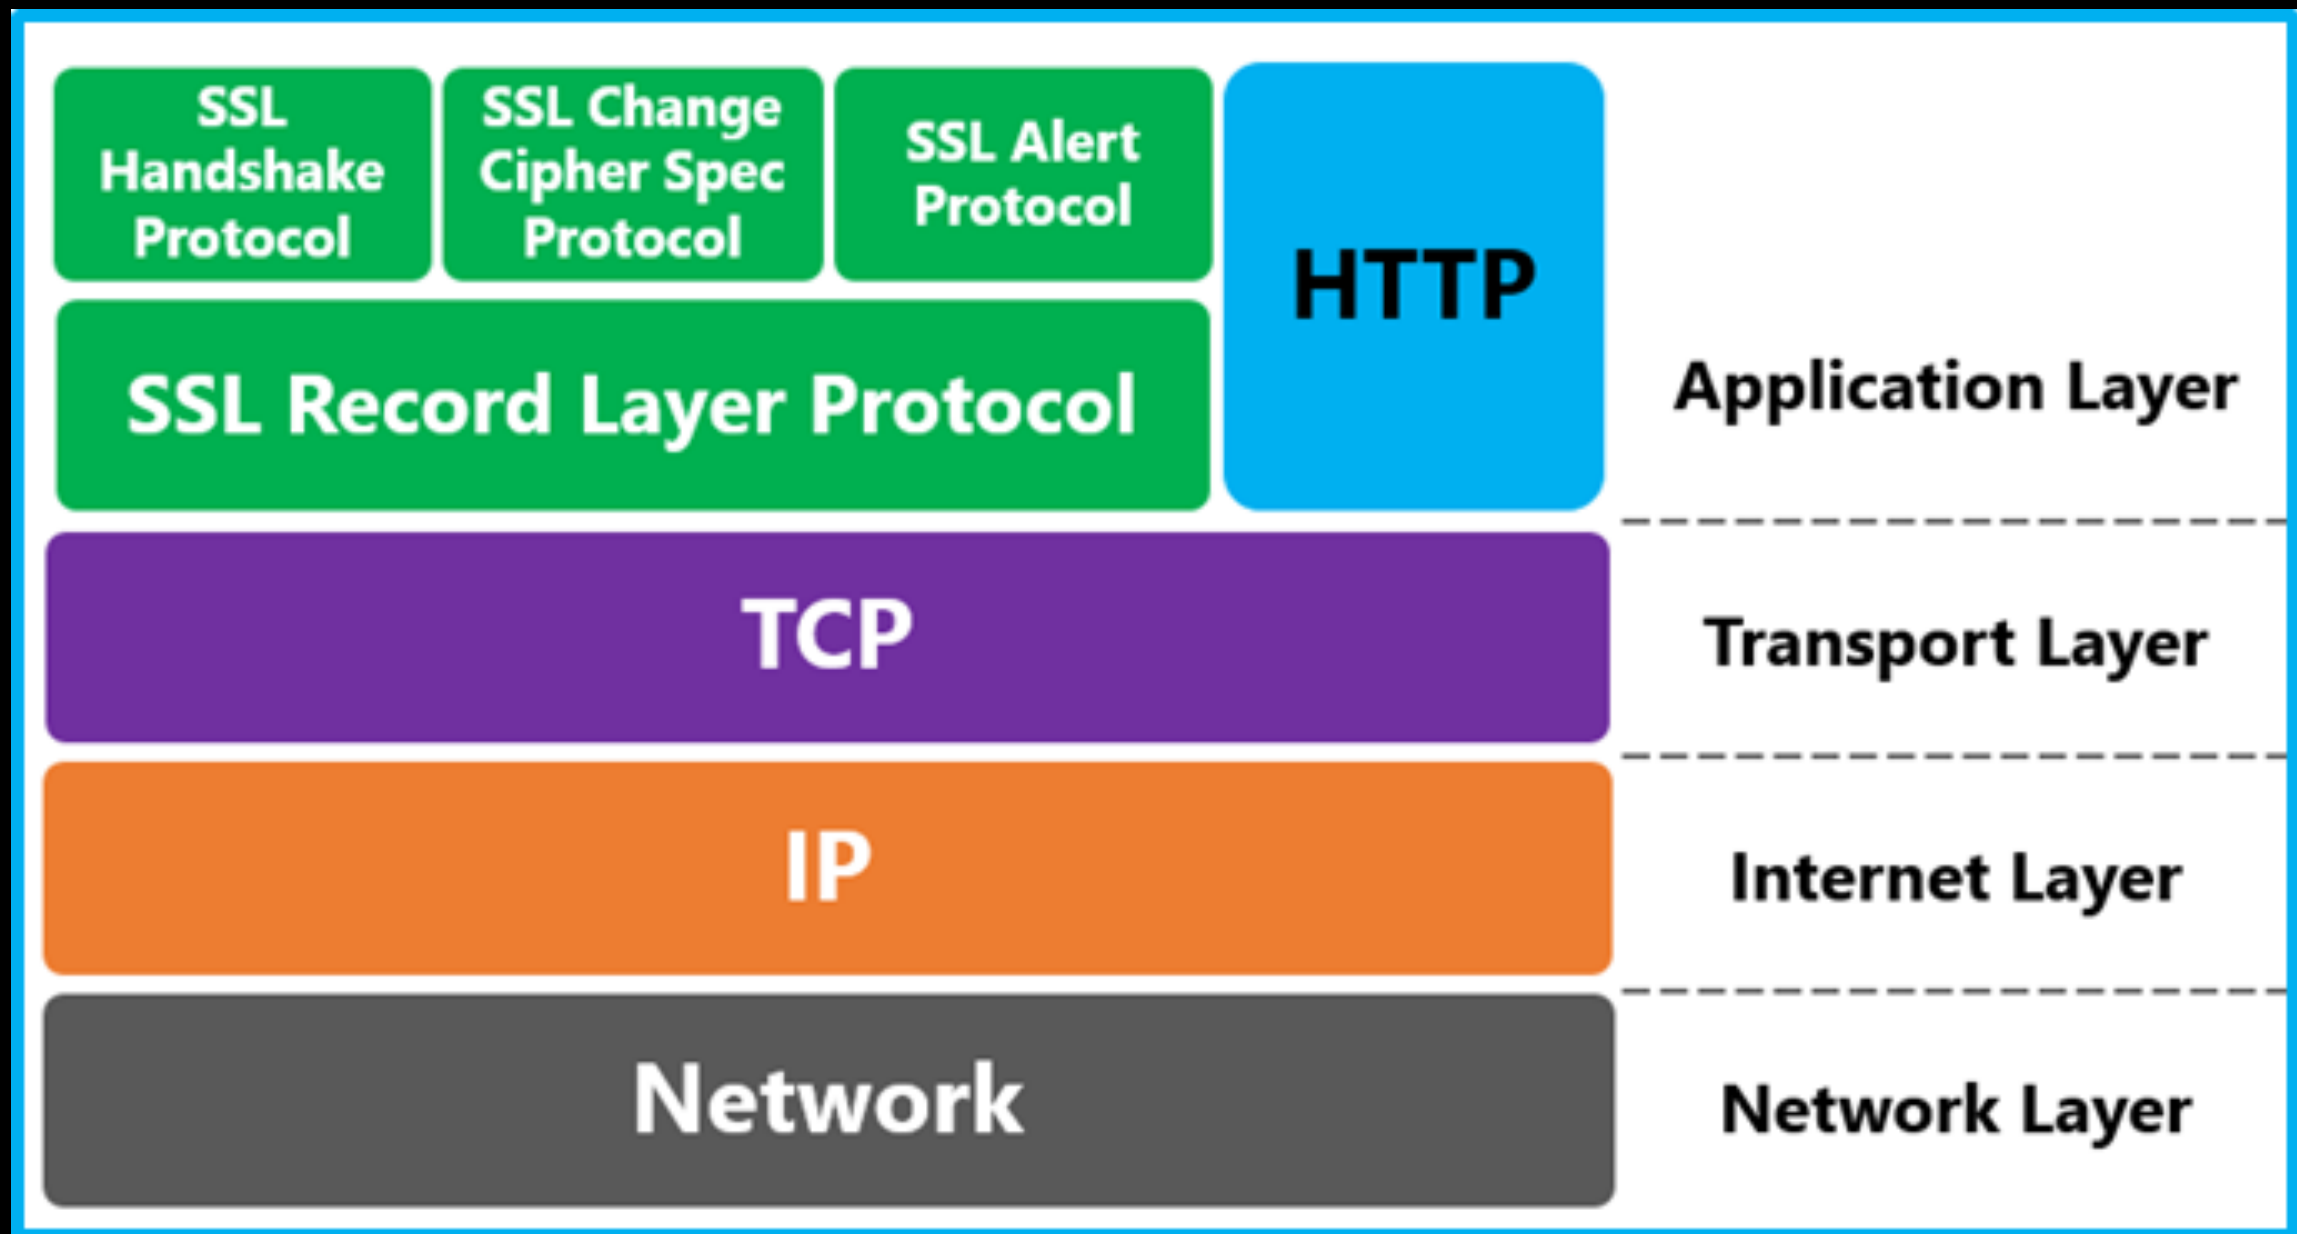 SSL
Handshake
Protocol
SSL Change
Cipher Spec
Protocol
SSL Alert
Protocol
HTTP
SSL Record Layer Protocol
Application Layer
TCP
Transport Layer
IP
Internet Layer
Network
Network Layer